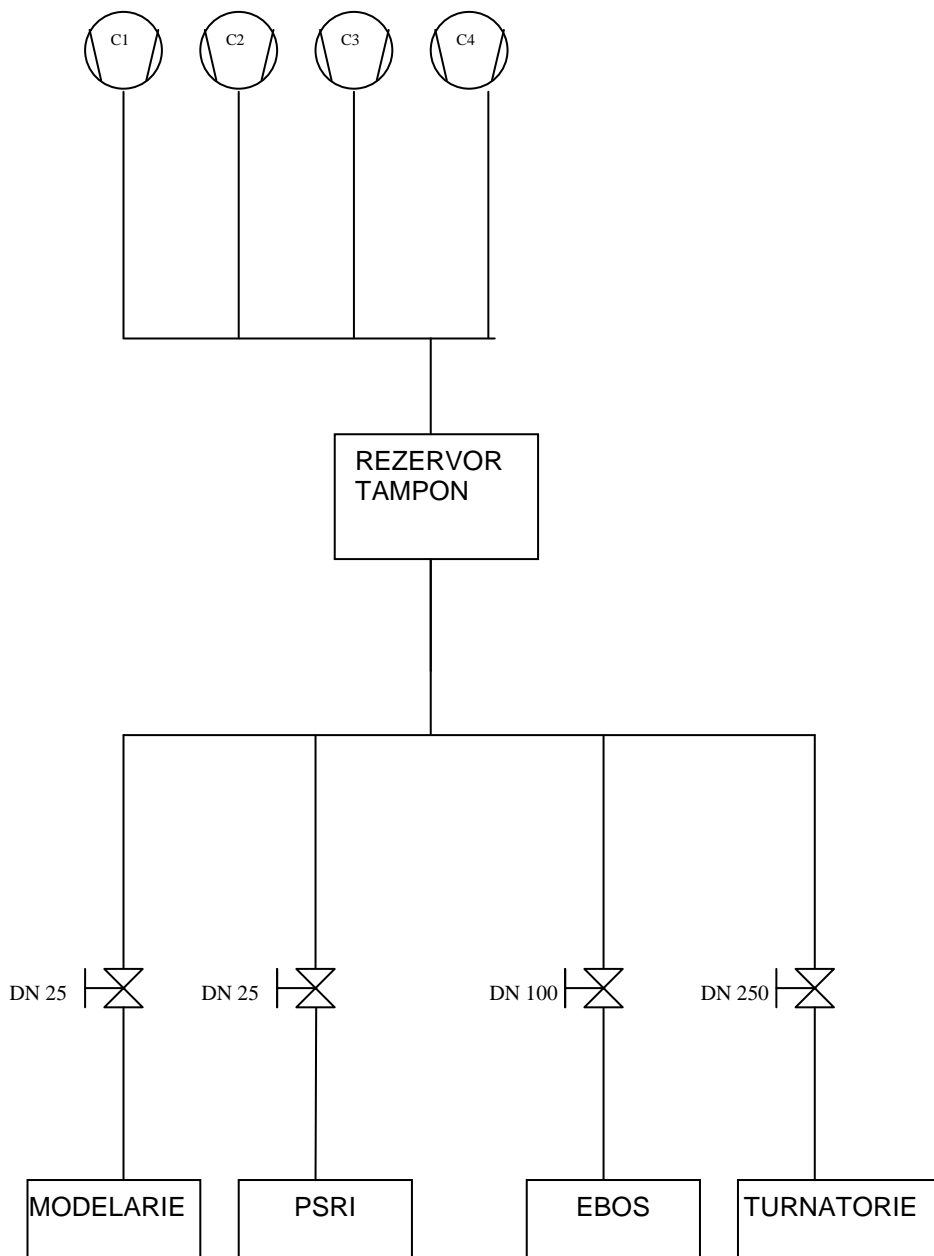 C1
C2
C3
C4
REZERVOR
TAMPON
DN 25
DN 25
DN 100
DN 250
MODELARIE
PSRI
EBOS
TURNATORIE